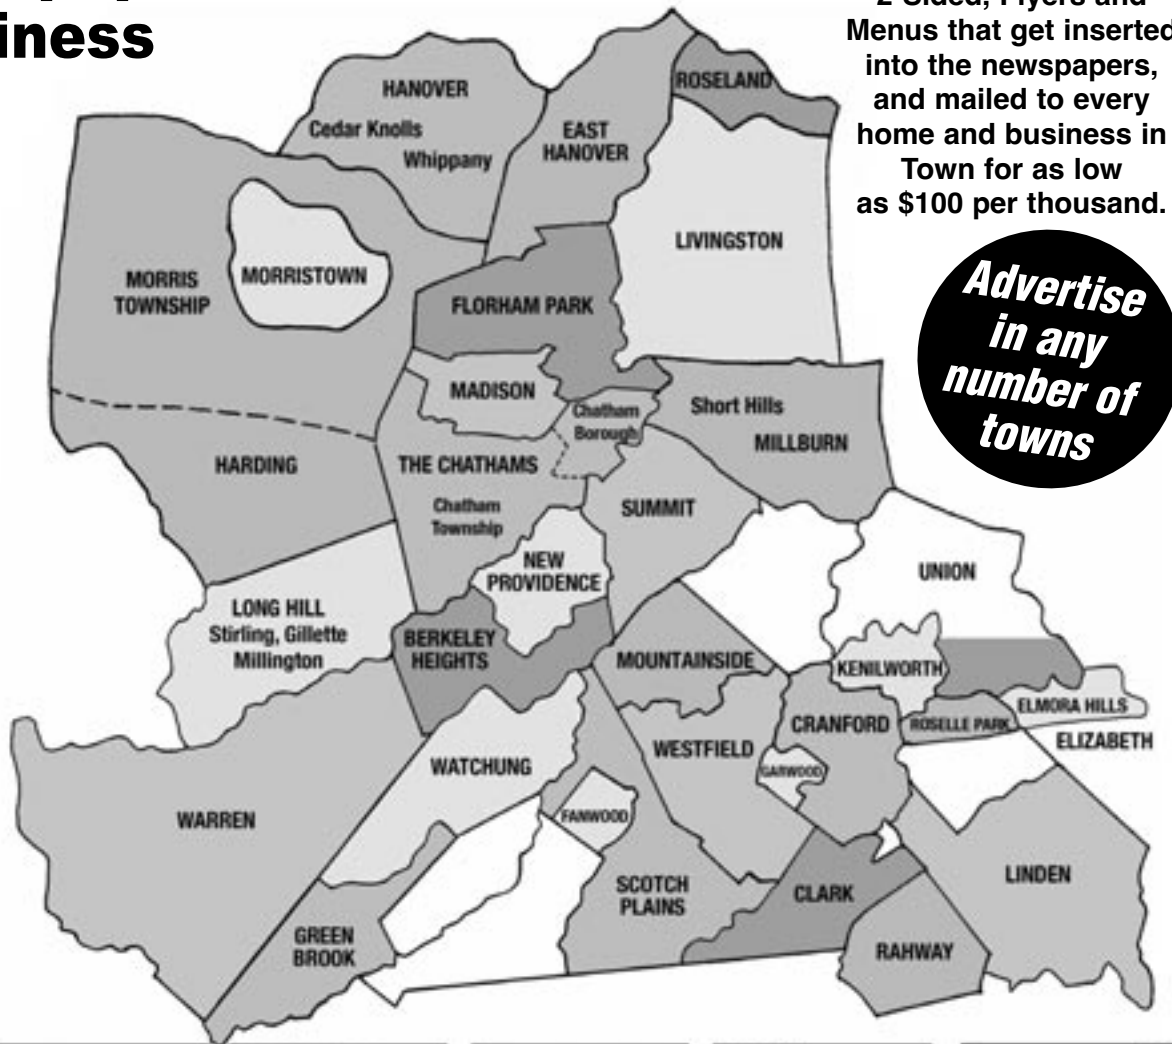 iness
2-Sided, Flyers and
Menus that get inserted
into the newspapers,
and mailed to every
home and business in
Town for as low
as $100 per thousand.
Advertise
in any
number of
towns
HANOVER
Cedar Knolls
Whippany
EAST
HANOVER
ROSELAND
LIVINGSTON
MORRIS
TOWNSHIP
MORRISTOWN
FLORHAM PARK
MADISON
Chatham
Borough
Short Hills
MILLBURN
HARDING
THE CHATHAMS
Chatham
Township
SUMMIT
NEW
PROVIDENCE
UNION
LONG HILL
Stirling, Gillette
Millington
BERKELEY
HEIGHTS
MOUNTAINSIDE
KENILWORTH
ELMORA HILLS
ROSELLE PARK
CRANFORD
ELIZABETH
WESTFIELD
WATCHUNG
GARWOOD
WARREN
FANWOOD
SCOTCH
PLAINS
CLARK
LINDEN
GREEN
BROOK
RAHWAY